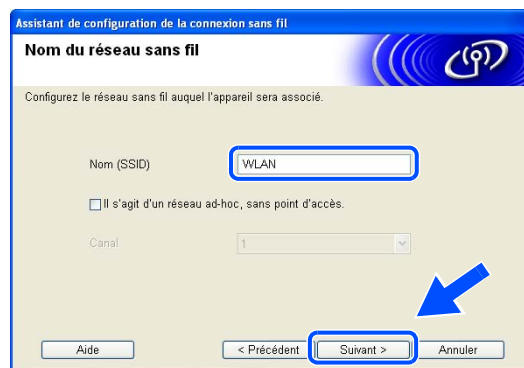 Assistant de configuration de la connexion sans fil
Nom du réseau sans fil
Configurez le réseau sans fil auquel l'appareil sera associé.
Nom (SSID) WLAN
Il s'agit d'un réseau ad-hoc, sans point d'accès.
Canal 1
Aide < Précédent Suivant > Annuler